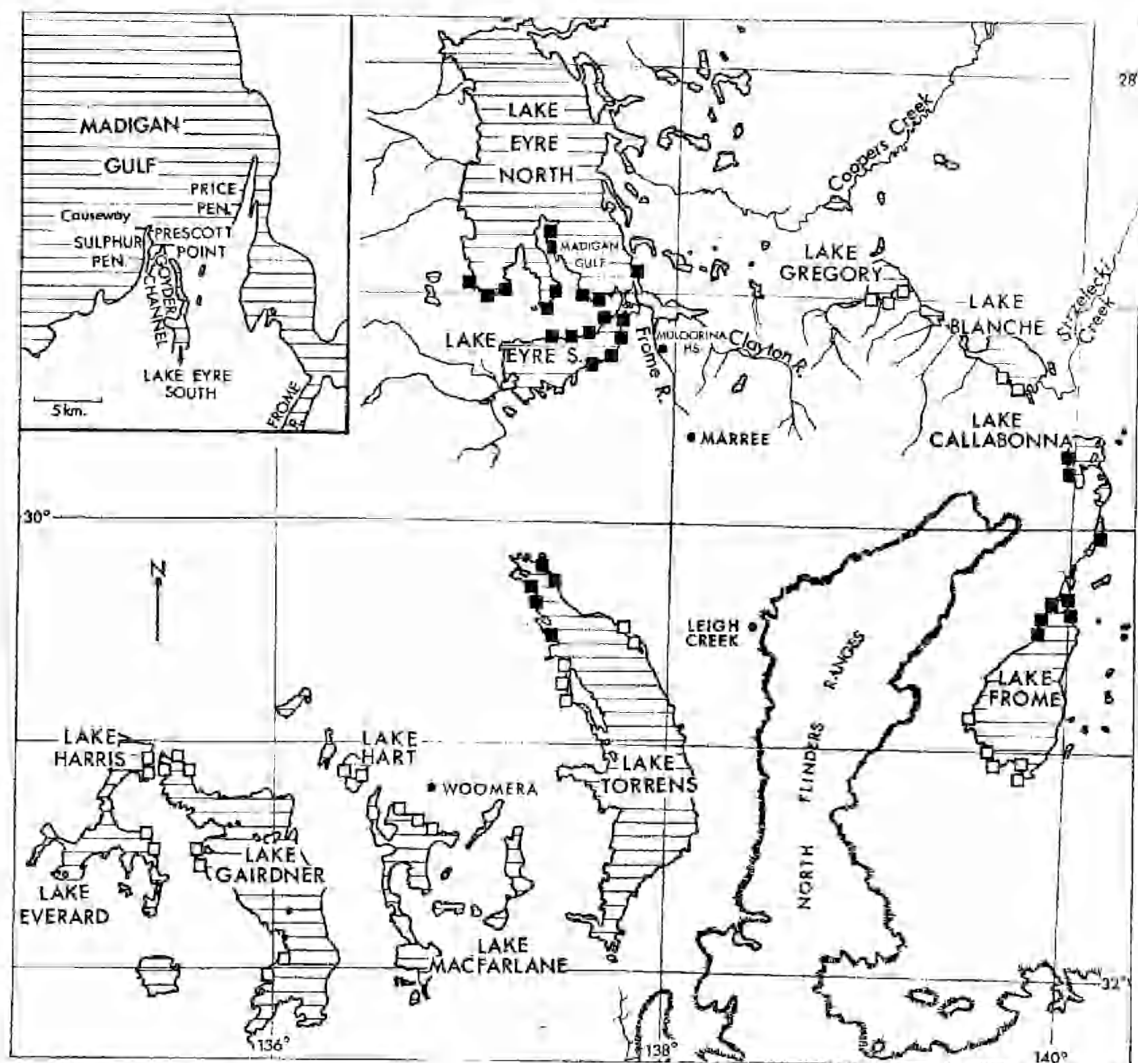 MADIGAN
GULF
PRICE
PEN.
Causeway
PRESCOTT
POINT
SULPHUR
PEN.
GOYDER
CHANNEL
LAKE EYRE
SOUTH
5 km.
FROME
R.
LAKE
EYRE
NORTH
MADIGAN
GULF
28°
Coopers Creek
LAKE
GREGORY
LAKE
BLANCHE
Strzelecki
Creek
LAKE
EYRE S.
Frome R.
MULOORINA
HS.
Clayton R.
MARREE
LAKE
CALLABONNA
30°
N
LEIGH
CREEK
NORTH FLINDERS RANGES
LAKE
FROME
LAKE
HARRIS
LAKE
HART
WOOMERA
LAKE
TORRENS
LAKE
GAIRDNER
LAKE
EVERARD
LAKE
MACFARLANE
32°
136°
138°
140°